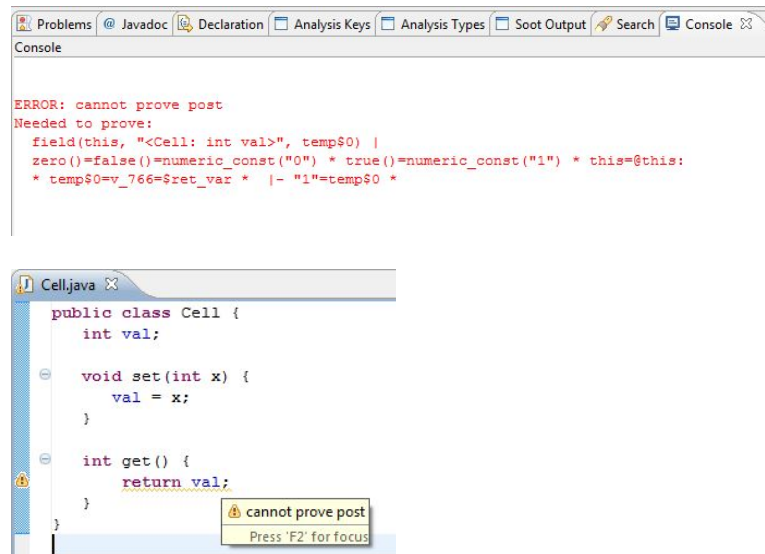 Problems @ Javadoc Declaration Analysis Keys Analysis Types Soot Output Search Console
Console
ERROR: cannot prove post
Needed to prove:
field(this, "<Cell: int val>", temp$0) |
zero()=false()=numeric_const("0") * true()=numeric_const("1") * this=@this:
* temp$0=v_766=$ret_var *  |- "1"=temp$0 *
Cell.java
public class Cell {
int val;
void set(int x) {
val = x;
}
int get() {
return val;
}
cannot prove post
}
Press 'F2' for focus